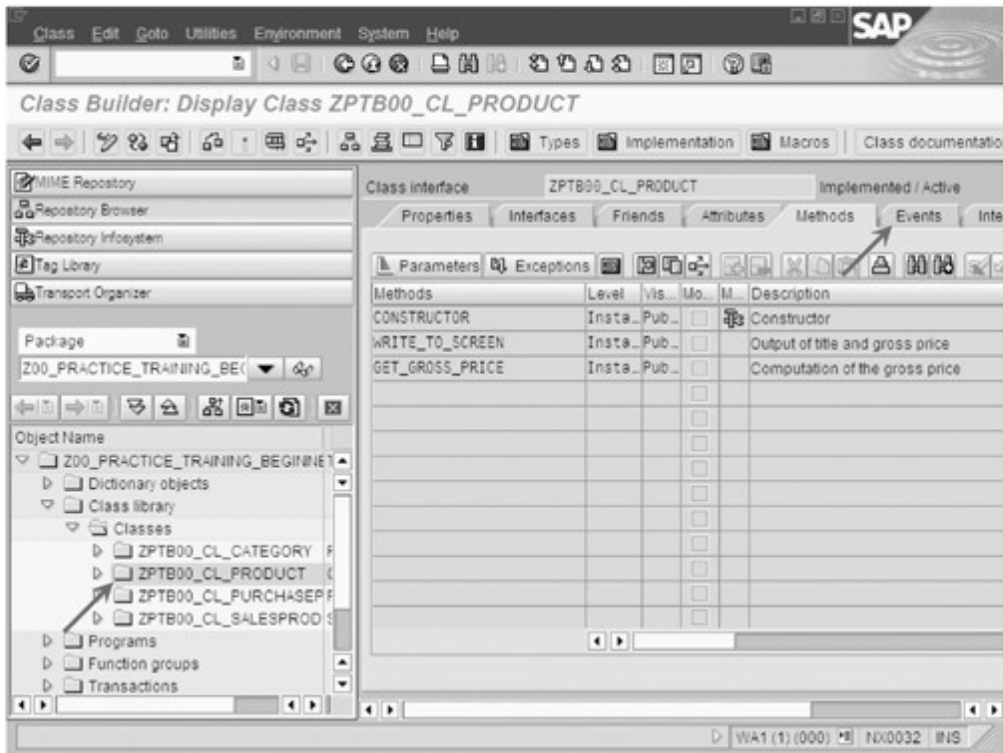 Class Edit Goto Utilities Environment System Help
SAP
Class Builder: Display Class ZPTB00_CL_PRODUCT
Types Implementation Macros Class documentatio
MIME Repository
Repository Browser
Repository Infosystem
Tag Library
Transport Organizer
Package
Z00_PRACTICE_TRAINING_BE(
Object Name
Z00_PRACTICE_TRAINING_BEGINNE
Dictionary objects
Class library
Classes
ZPTB00_CL_CATEGORY
ZPTB00_CL_PRODUCT
ZPTB00_CL_PURCHASEP
ZPTB00_CL_SALESPROD
Programs
Function groups
Transactions
Class interface ZPTB00_CL_PRODUCT Implemented / Active
Properties Interfaces Friends Attributes Methods Events Inte
Parameters Exceptions
Methods Level Vis... Mo... M... Description
CONSTRUCTOR Insta… Pub… Constructor
WRITE_TO_SCREEN Insta… Pub… Output of title and gross price
GET_GROSS_PRICE Insta… Pub… Computation of the gross price
WA1 (1) (000) NX0032 INS